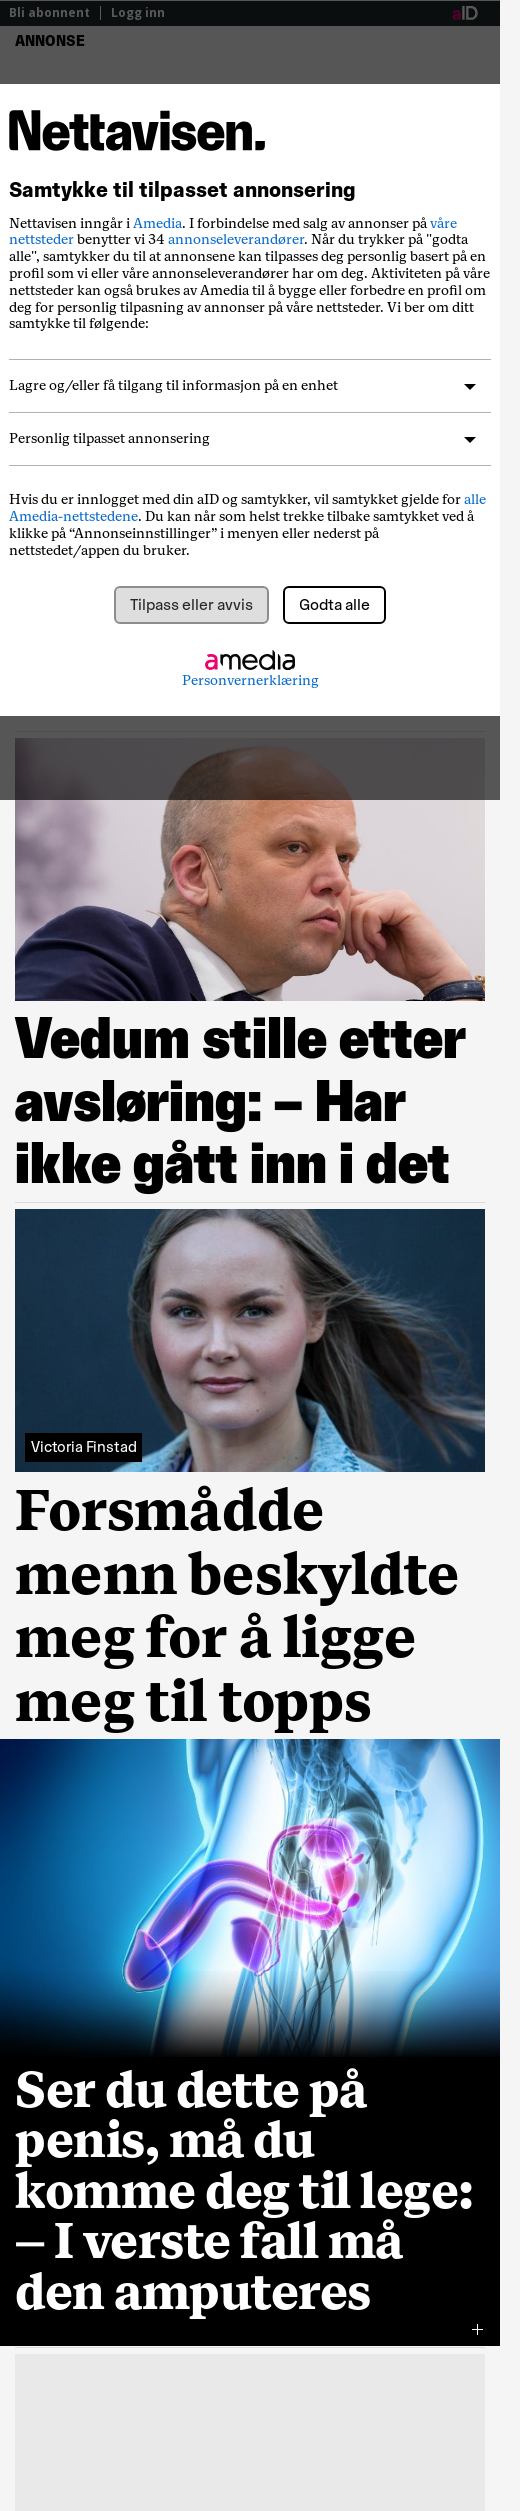 Bli abonnent | Logg inn
aID
ANNONSE
Nettavisen.
Samtykke til tilpasset annonsering
Nettavisen inngår i Amedia. I forbindelse med salg av annonser på våre
nettsteder benytter vi 34 annonseleverandører. Når du trykker på "godta
alle", samtykker du til at annonsene kan tilpasses deg personlig basert på en
profil som vi eller våre annonseleverandører har om deg. Aktiviteten på våre
nettsteder kan også brukes av Amedia til å bygge eller forbedre en profil om
deg for personlig tilpasning av annonser på våre nettsteder. Vi ber om ditt
samtykke til følgende:
Lagre og/eller få tilgang til informasjon på en enhet
Personlig tilpasset annonsering
Hvis du er innlogget med din aID og samtykker, vil samtykket gjelde for alle
Amedia-nettstedene. Du kan når som helst trekke tilbake samtykket ved å
klikke på “Annonseinnstillinger” i menyen eller nederst på
nettstedet/appen du bruker.
Tilpass eller avvis Godta alle
amedia
Personvernerklæring
Vedum stille etter
avsløring: – Har
ikke gått inn i det
Victoria Finstad
Forsmådde
menn beskyldte
meg for å ligge
meg til topps
Ser du dette på
penis, må du
komme deg til lege:
– I verste fall må
den amputeres
+